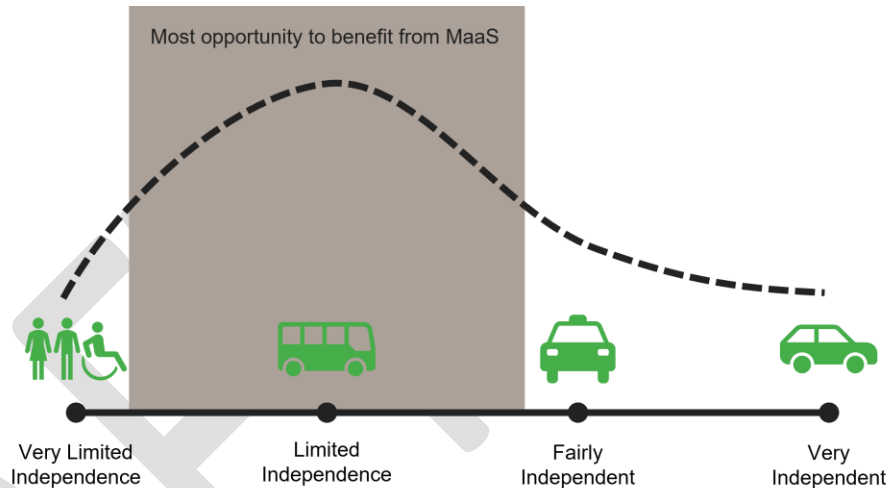 Most opportunity to benefit from MaaS
Very Limited
Independence
Limited
Independence
Fairly
Independent
Very
Independent